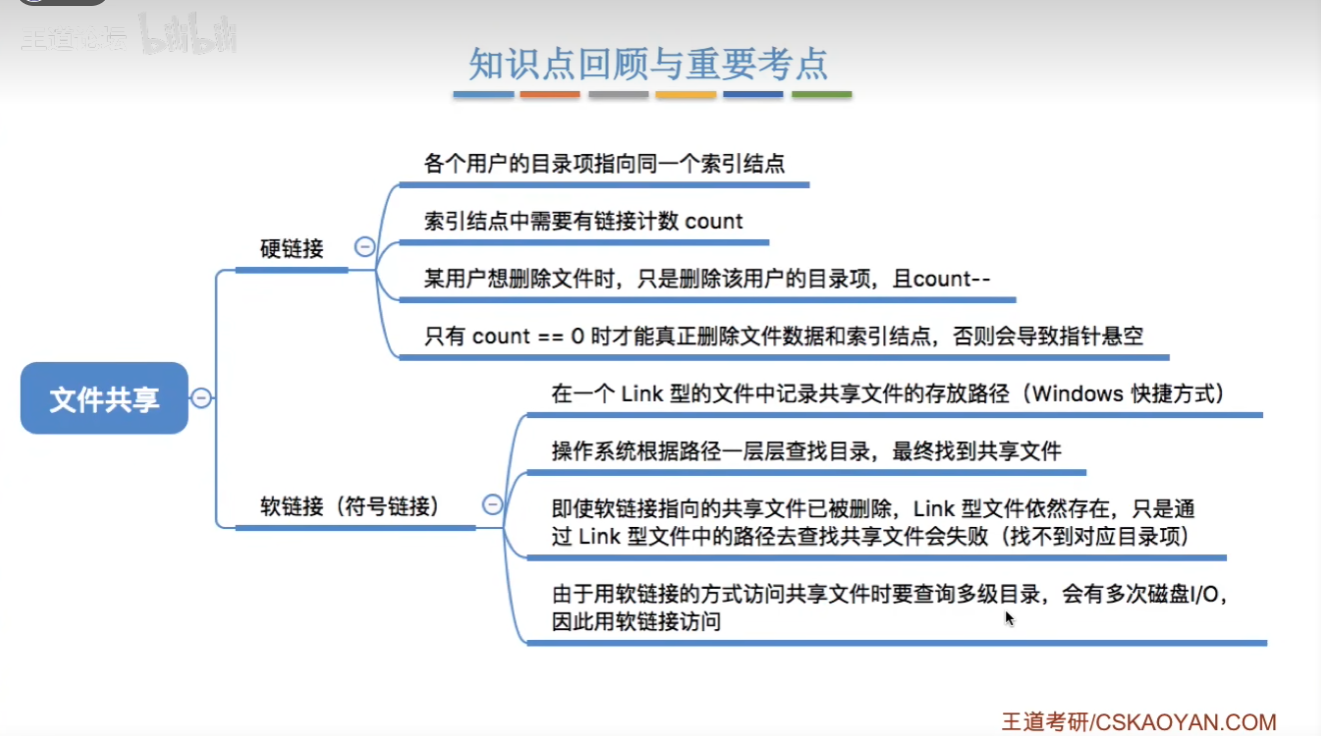 王道论坛 bilibili
知识点回顾与重要考点
各个用户的目录项指向同一个索引结点
索引结点中需要有链接计数 count
硬链接
某用户想删除文件时，只是删除该用户的目录项，且count--
只有 count == 0 时才能真正删除文件数据和索引结点，否则会导致指针悬空
文件共享
在一个 Link 型的文件中记录共享文件的存放路径（Windows 快捷方式）
操作系统根据路径一层层查找目录，最终找到共享文件
软链接（符号链接）
即使软链接指向的共享文件已被删除，Link 型文件依然存在，只是通
过 Link 型文件中的路径去查找共享文件会失败（找不到对应目录项）
由于用软链接的方式访问共享文件时要查询多级目录，会有多次磁盘I/O，
因此用软链接访问
王道考研/CSKAOYAN.COM